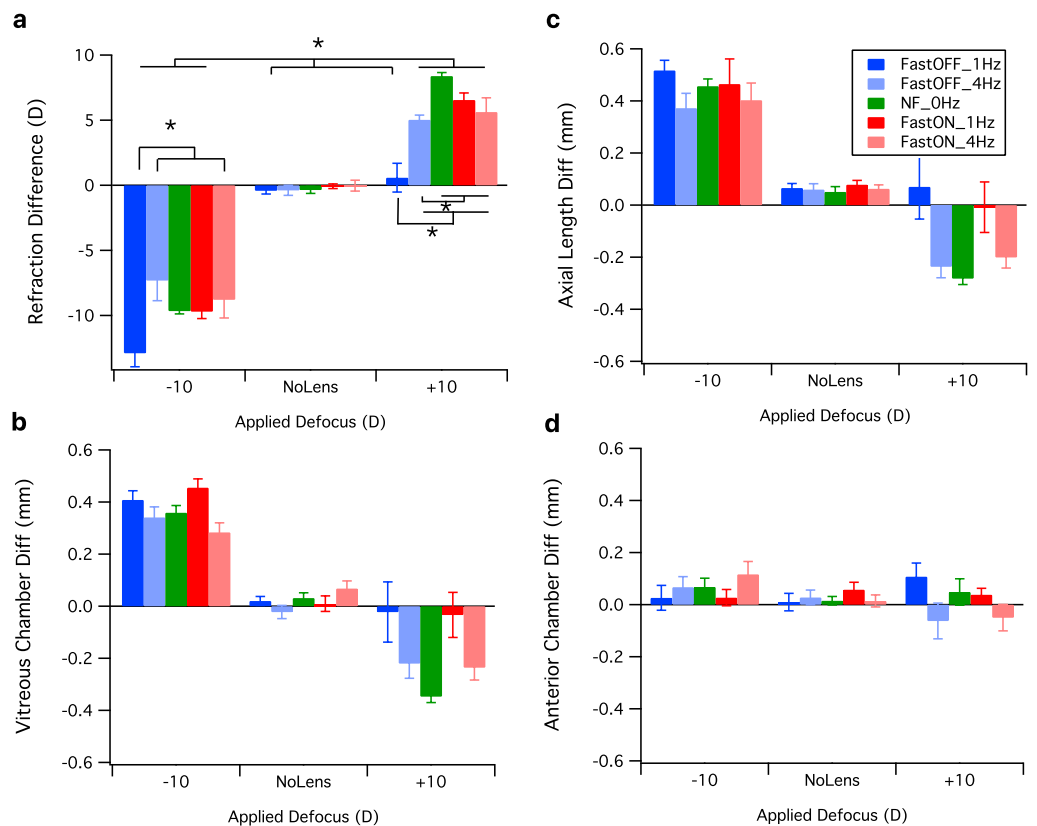 a
Refraction Difference (D)
10
5
0
-5
-10
*
*
*
*
-10 NoLens +10
Applied Defocus (D)
c
Axial Length Diff (mm)
0.6
0.4
0.2
0.0
-0.2
-0.4
-0.6
FastOFF_1Hz
FastOFF_4Hz
NF_0Hz
FastON_1Hz
FastON_4Hz
-10 NoLens +10
Applied Defocus (D)
b
Vitreous Chamber Diff (mm)
0.6
0.4
0.2
0.0
-0.2
-0.4
-0.6
-10 NoLens +10
Applied Defocus (D)
d
Anterior Chamber Diff (mm)
0.6
0.4
0.2
0.0
-0.2
-0.4
-0.6
-10 NoLens +10
Applied Defocus (D)